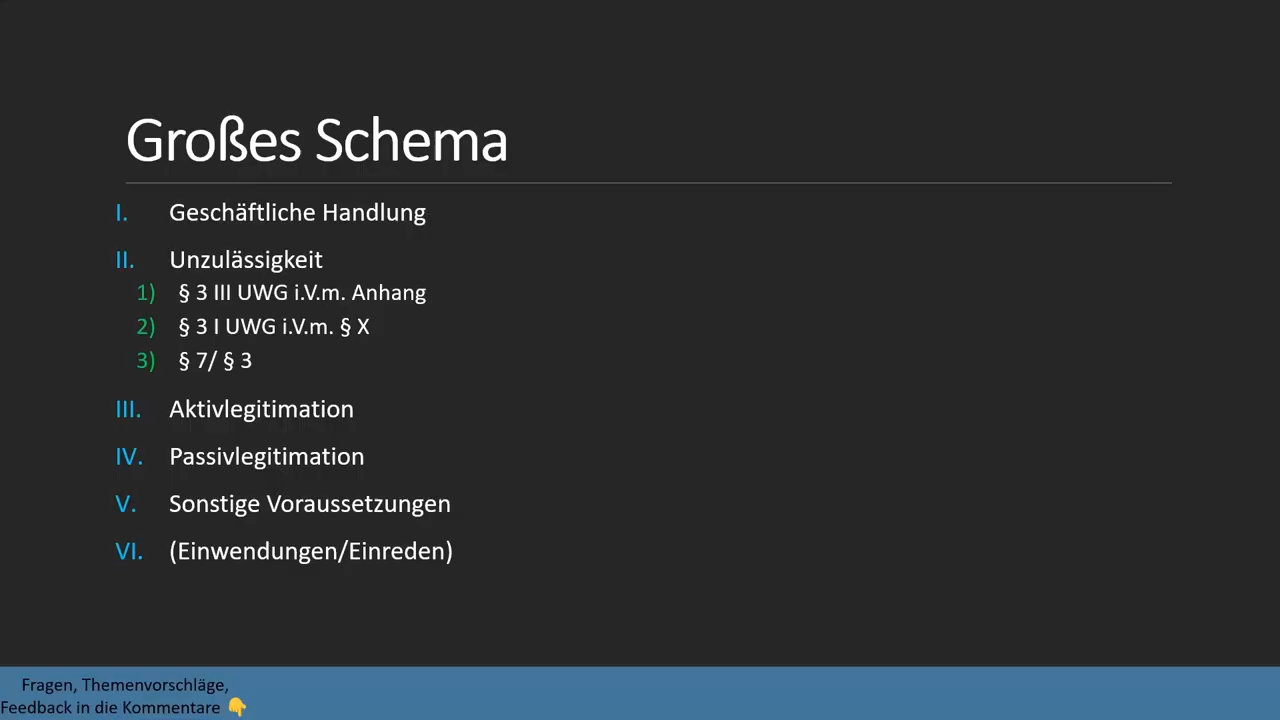 Großes Schema
I. Geschäftliche Handlung
II. Unzulässigkeit
1) § 3 III UWG i.V.m. Anhang
2) § 3 I UWG i.V.m. § X
3) § 7/ § 3
III. Aktivlegitimation
IV. Passivlegitimation
V. Sonstige Voraussetzungen
VI. (Einwendungen/Einreden)
Fragen, Themenvorschläge,
Feedback in die Kommentare 👇